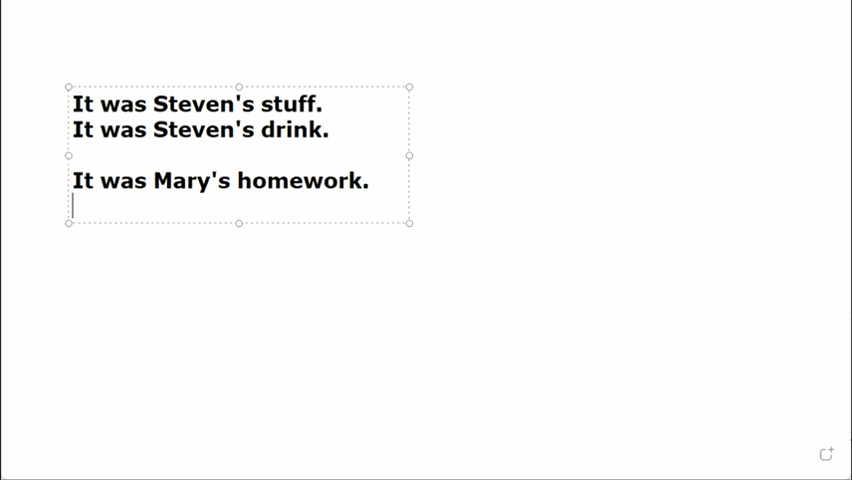 It was Steven's stuff.
It was Steven's drink.
It was Mary's homework.